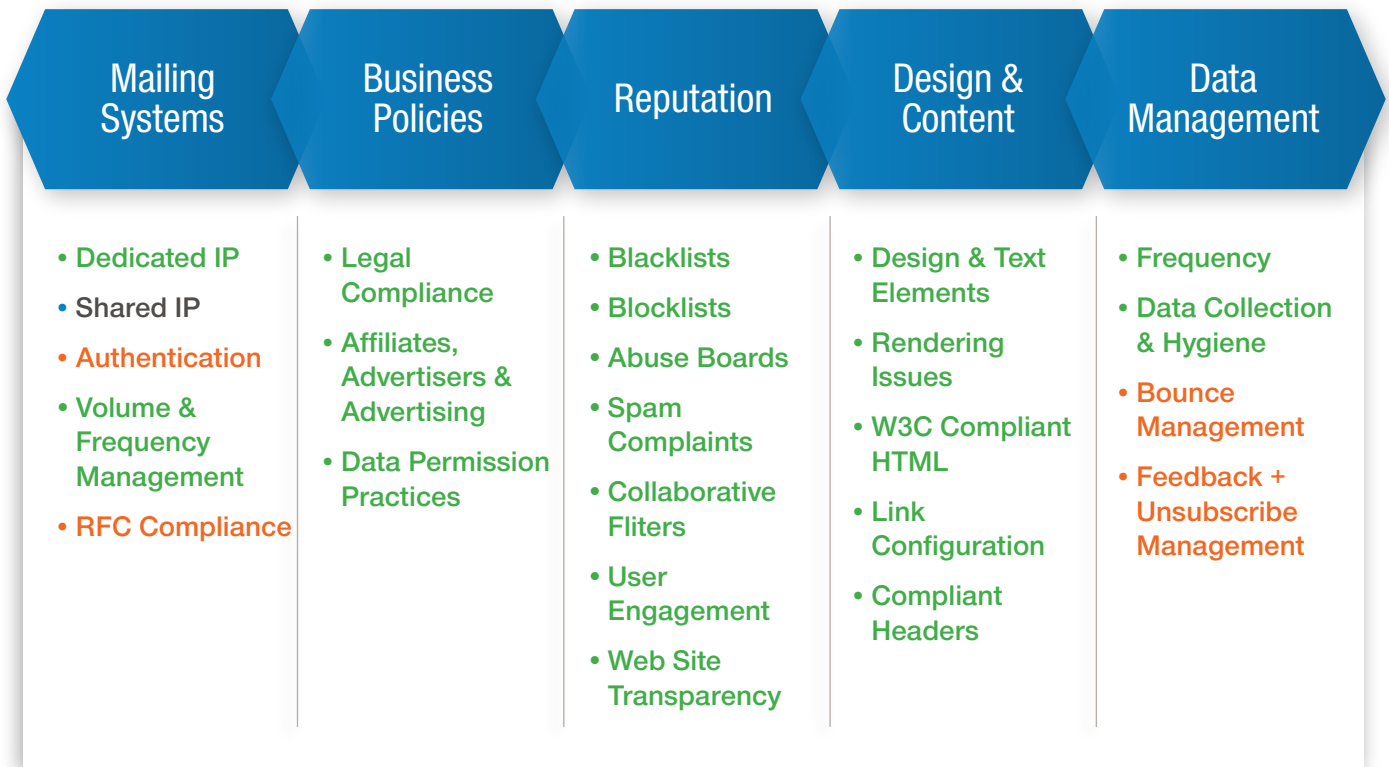 Mailing
Systems
Business
Policies
Reputation
Design &
Content
Data
Management
• Dedicated IP
• Shared IP
• Authentication
• Volume &
Frequency
Management
• RFC Compliance
• Legal
Compliance
• Affiliates,
Advertisers &
Advertising
• Data Permission
Practices
• Blacklists
• Blocklists
• Abuse Boards
• Spam
Complaints
• Collaborative
Fliters
• User
Engagement
• Web Site
Transparency
• Design & Text
Elements
• Rendering
Issues
• W3C Compliant
HTML
• Link
Configuration
• Compliant
Headers
• Frequency
• Data Collection
& Hygiene
• Bounce
Management
• Feedback +
Unsubscribe
Management